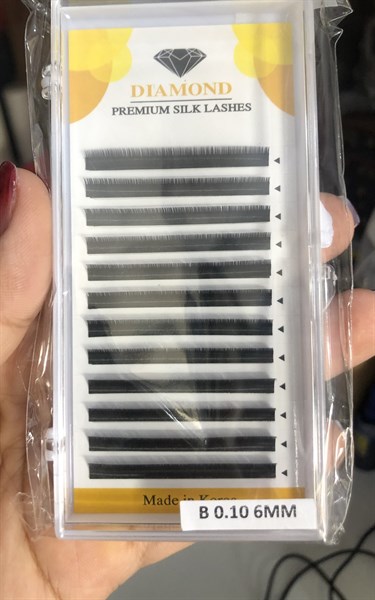 DIAMOND
PREMIUM SILK LASHES
Made in Korea
B 0.10 6MM